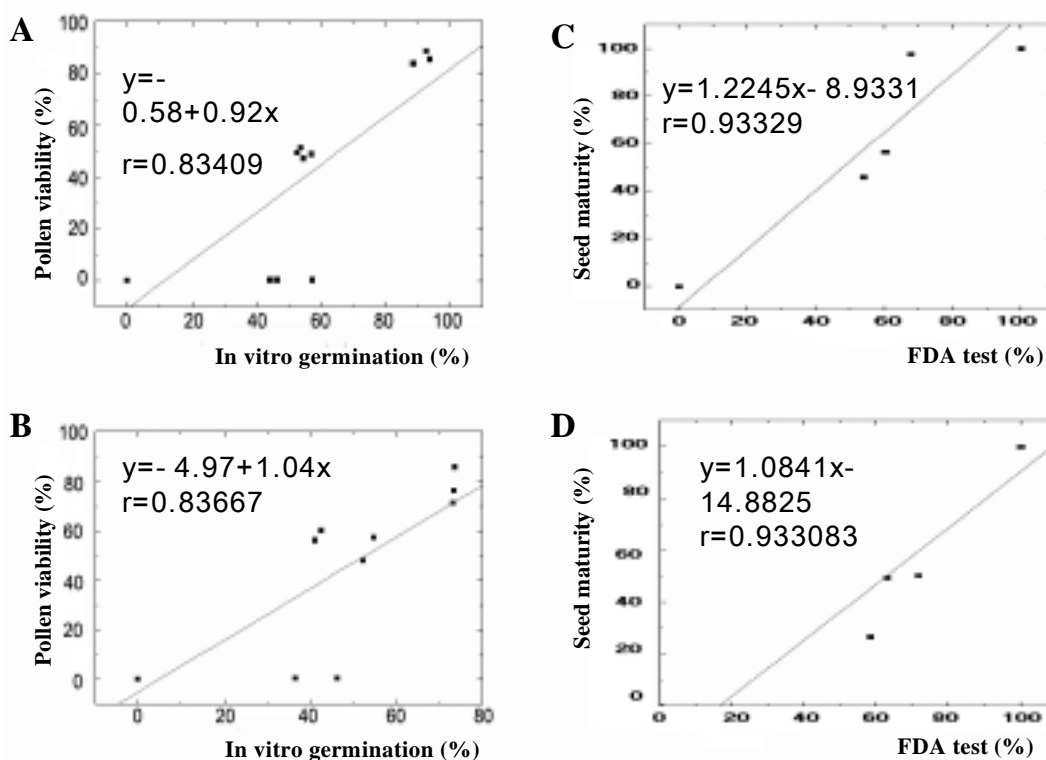 A
100
80
60
40
20
0
Pollen viability (%)
y=-
0.58+0.92x
r=0.83409
0 20 40 60 80 100
In vitro germination (%)
C
100
80
60
40
20
0
Seed maturity (%)
y=1.2245x- 8.9331
r=0.93329
0 20 40 60 80 100
FDA test (%)
B
100
80
60
40
20
0
Pollen viability (%)
y=- 4.97+1.04x
r=0.83667
0 20 40 60 80
In vitro germination (%)
D
100
80
60
40
20
0
Seed maturity (%)
y=1.0841x-
14.8825
r=0.933083
0 20 40 60 80 100
FDA test (%)